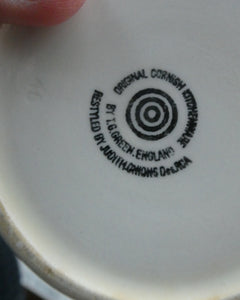 ORIGINAL CORNISH KITCHENWARE
BY T.G.GREEN.ENGLAND
RESTYLED BY JUDITH.ONIONS Des.RCA